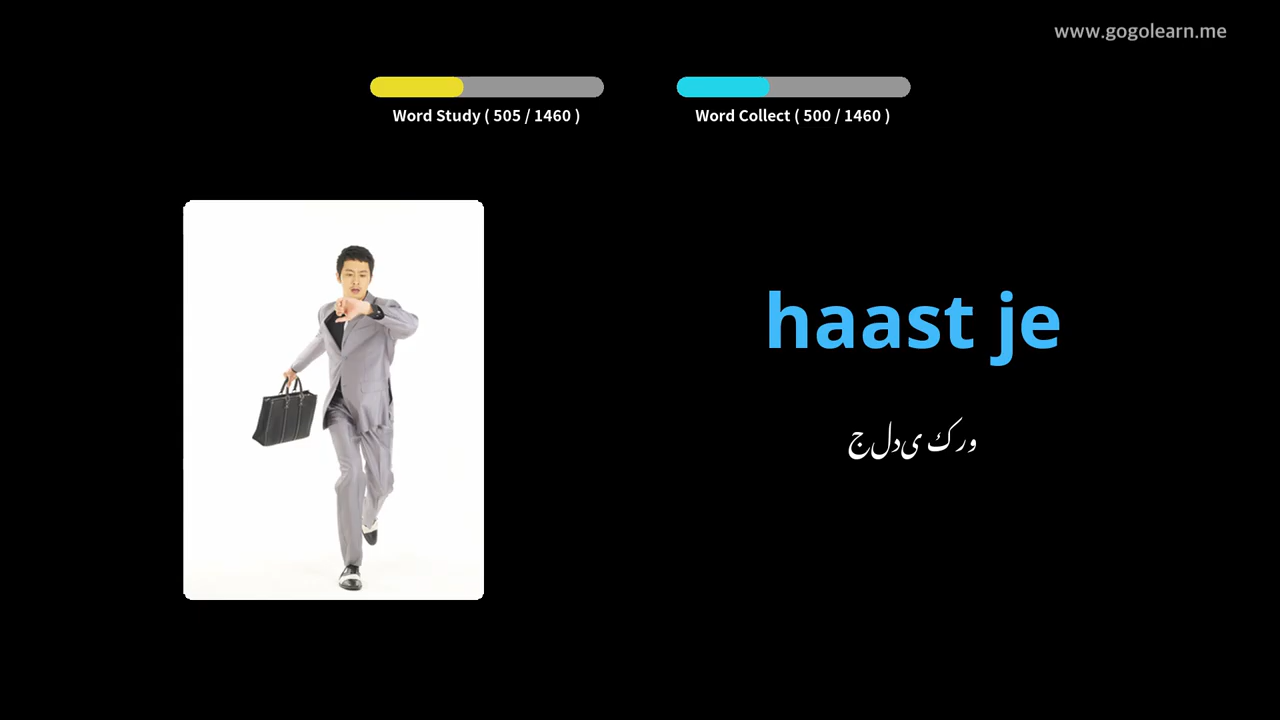 www.gogolearn.me
Word Study ( 505 / 1460 )
Word Collect ( 500 / 1460 )
haast je
جلدی کرو